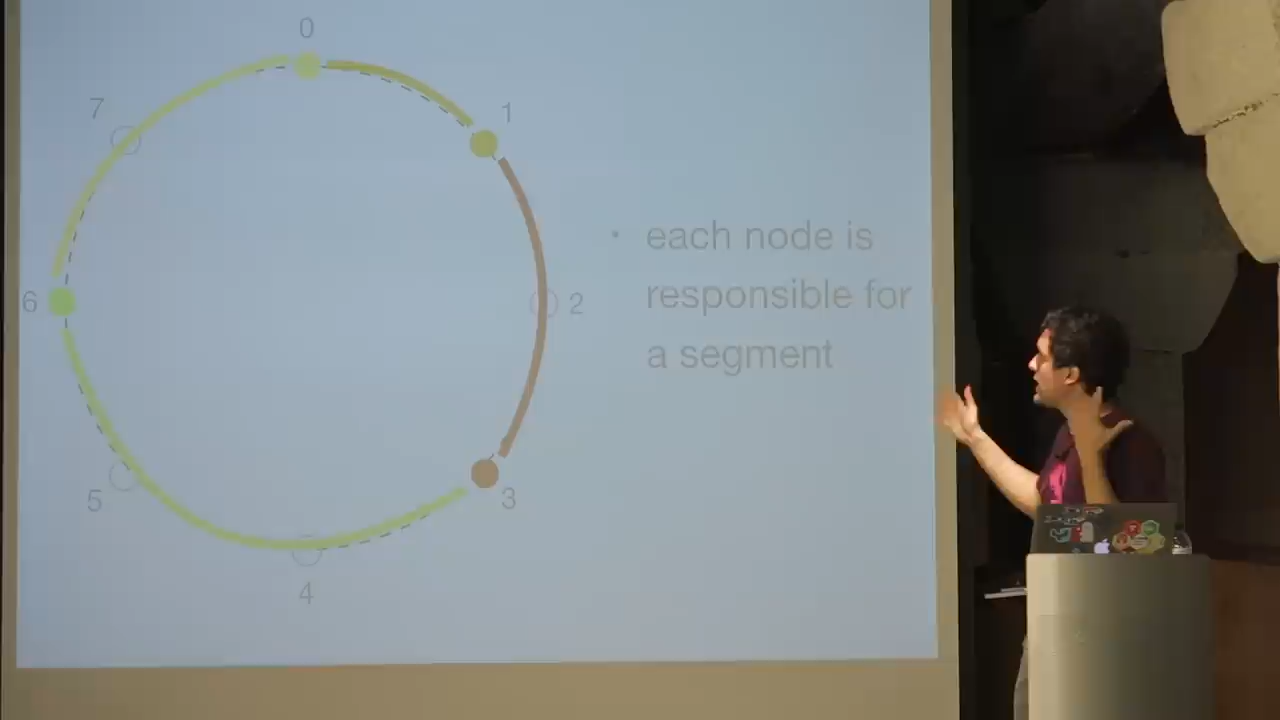 0
7
1
• each node is
responsible for
a segment
6
2
5
3
4